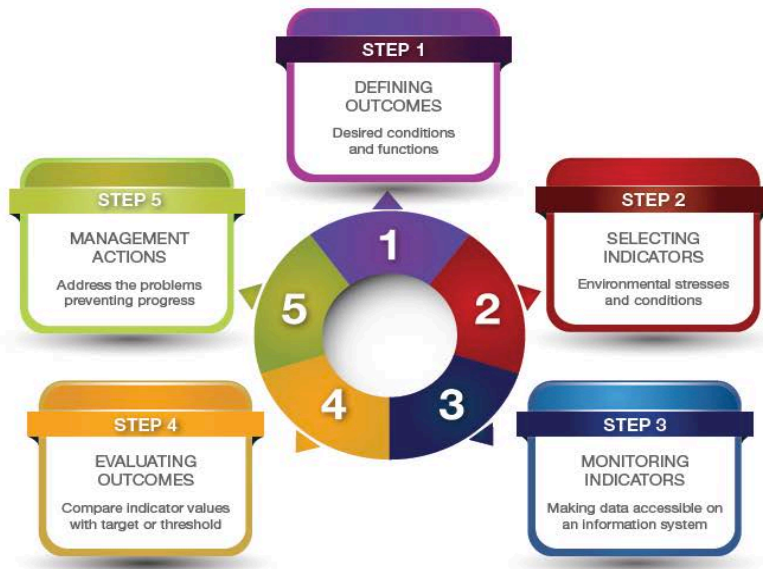 STEP 1
DEFINING
OUTCOMES
Desired conditions
and functions
STEP 2
SELECTING
INDICATORS
Environmental stresses
and conditions
STEP 3
MONITORING
INDICATORS
Making data accessible on
an information system
STEP 4
EVALUATING
OUTCOMES
Compare indicator values
with target or threshold
STEP 5
MANAGEMENT
ACTIONS
Address the problems
preventing progress
1
2
3
4
5